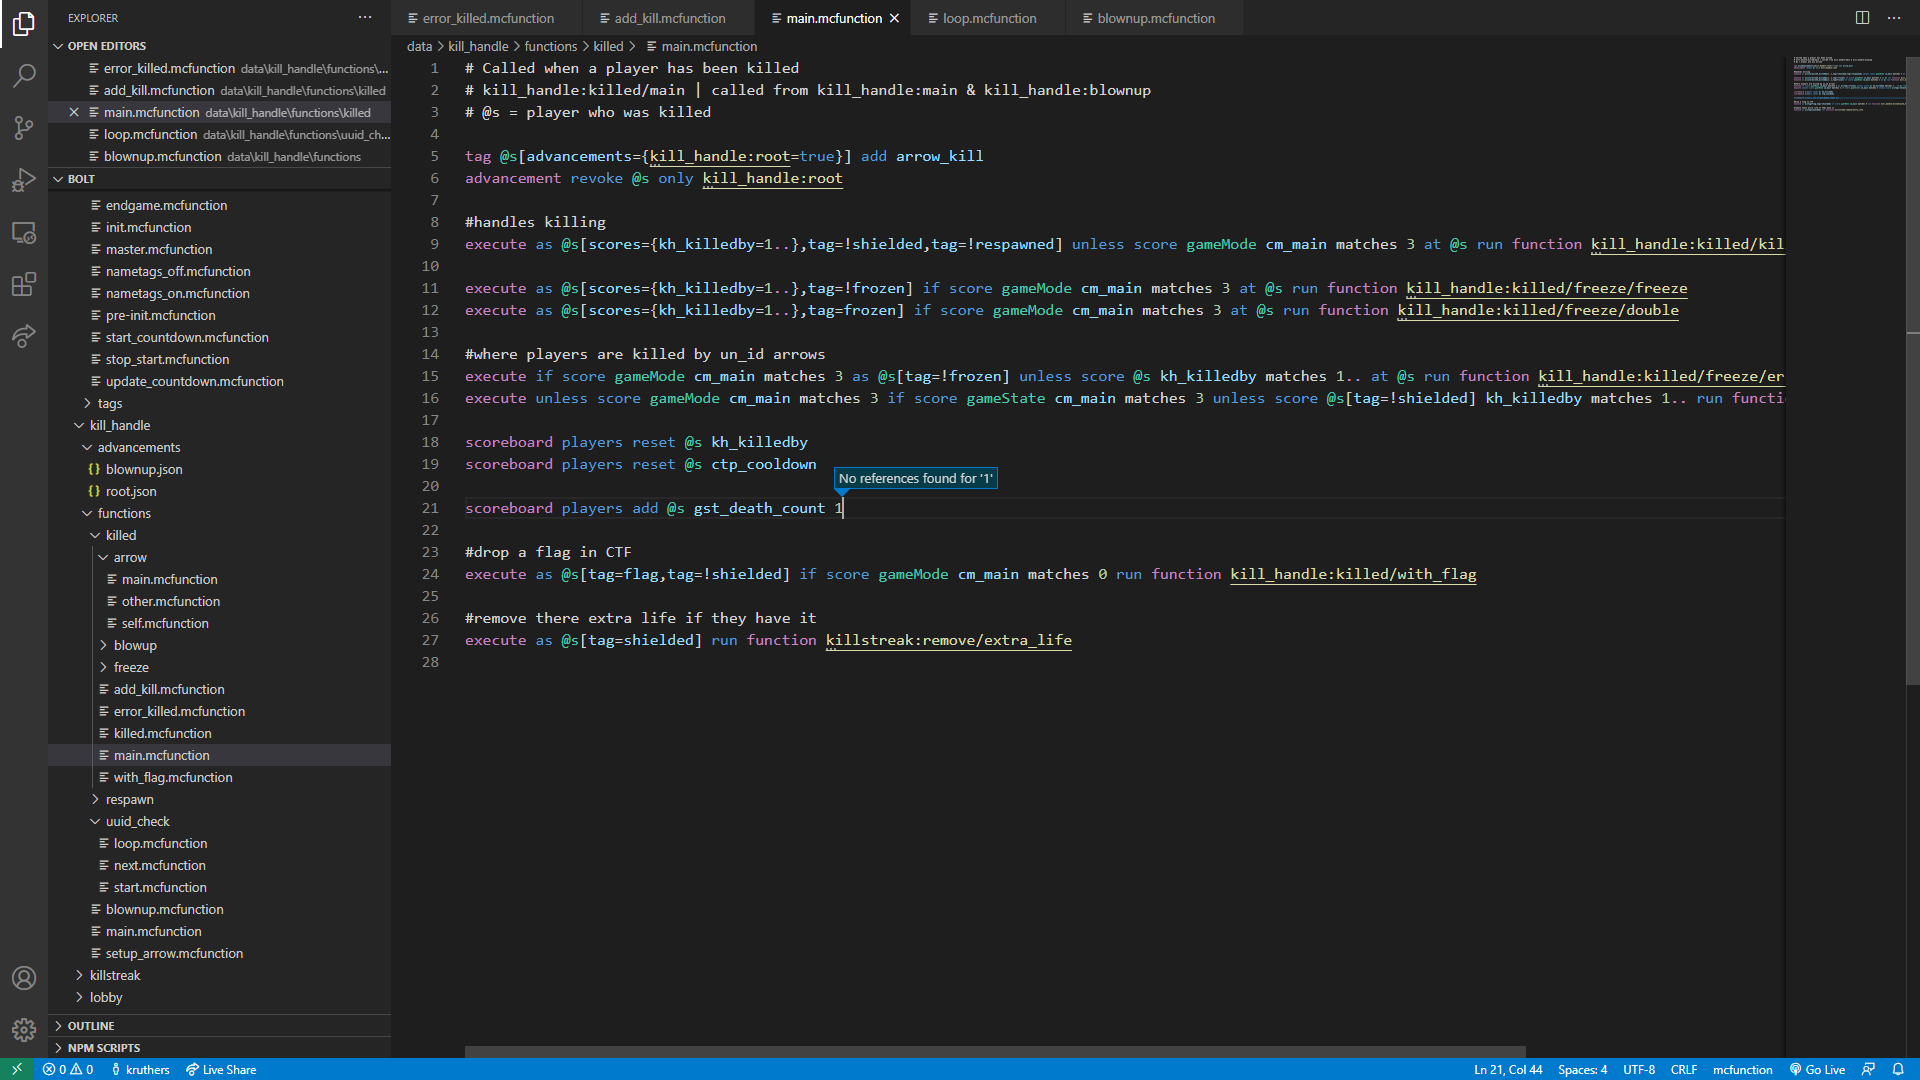 EXPLORER
OPEN EDITORS
error_killed.mcfunction data\kill_handle\functions\...
add_kill.mcfunction data\kill_handle\functions\killed
main.mcfunction data\kill_handle\functions\killed
loop.mcfunction data\kill_handle\functions\uuid_ch...
blownup.mcfunction data\kill_handle\functions
BOLT
endgame.mcfunction
init.mcfunction
master.mcfunction
nametags_off.mcfunction
nametags_on.mcfunction
pre-init.mcfunction
start_countdown.mcfunction
stop_start.mcfunction
update_countdown.mcfunction
tags
kill_handle
advancements
blownup.json
root.json
functions
killed
arrow
main.mcfunction
other.mcfunction
self.mcfunction
blowup
freeze
add_kill.mcfunction
error_killed.mcfunction
killed.mcfunction
main.mcfunction
with_flag.mcfunction
respawn
uuid_check
loop.mcfunction
next.mcfunction
start.mcfunction
blownup.mcfunction
main.mcfunction
setup_arrow.mcfunction
killstreak
lobby
OUTLINE
NPM SCRIPTS
error_killed.mcfunction add_kill.mcfunction main.mcfunction loop.mcfunction blownup.mcfunction
data > kill_handle > functions > killed > main.mcfunction
1 # Called when a player has been killed
2 # kill_handle:killed/main | called from kill_handle:main & kill_handle:blownup
3 # @s = player who was killed
4
5 tag @s[advancements={kill_handle:root=true}] add arrow_kill
6 advancement revoke @s only kill_handle:root
7
8 #handles killing
9 execute as @s[scores={kh_killedby=1..},tag=!shielded,tag=!respawned] unless score gameMode cm_main matches 3 at @s run function kill_handle:killed/kil
10
11 execute as @s[scores={kh_killedby=1..},tag=!frozen] if score gameMode cm_main matches 3 at @s run function kill_handle:killed/freeze/freeze
12 execute as @s[scores={kh_killedby=1..},tag=frozen] if score gameMode cm_main matches 3 at @s run function kill_handle:killed/freeze/double
13
14 #where players are killed by un_id arrows
15 execute if score gameMode cm_main matches 3 as @s[tag=!frozen] unless score @s kh_killedby matches 1.. at @s run function kill_handle:killed/freeze/er
16 execute unless score gameMode cm_main matches 3 if score gameState cm_main matches 3 unless score @s[tag=!shielded] kh_killedby matches 1.. run functi
17
18 scoreboard players reset @s kh_killedby
19 scoreboard players reset @s ctp_cooldown
No references found for '1'
20
21 scoreboard players add @s gst_death_count 1
22
23 #drop a flag in CTF
24 execute as @s[tag=flag,tag=!shielded] if score gameMode cm_main matches 0 run function kill_handle:killed/with_flag
25
26 #remove there extra life if they have it
27 execute as @s[tag=shielded] run function killstreak:remove/extra_life
28
0 0 kruthers Live Share Ln 21, Col 44 Spaces: 4 UTF-8 CRLF mcfunction Go Live